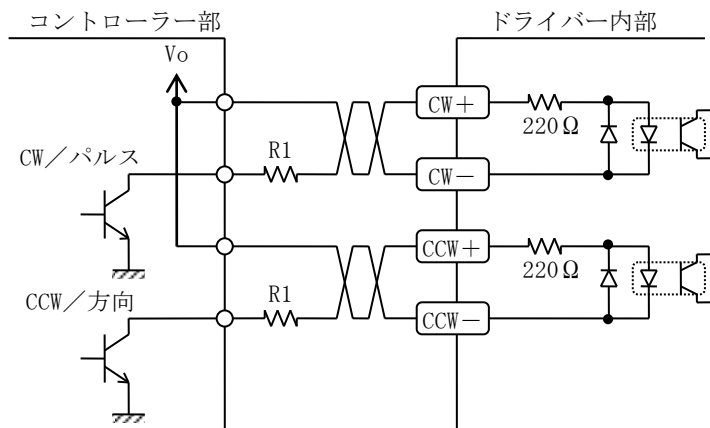 コントローラー部
ドライバー内部
Vo
CW+
220Ω
CW／パルス
R1
CW－
CCW+
220Ω
CCW／方向
R1
CCW－